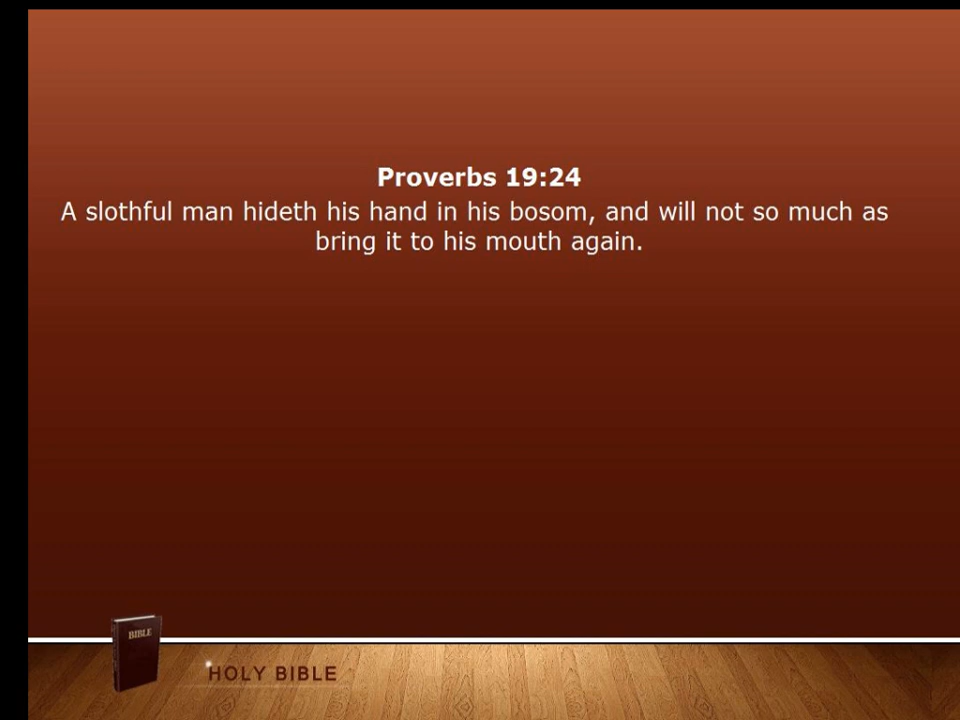 Proverbs 19:24
A slothful man hideth his hand in his bosom, and will not so much as
bring it to his mouth again.
BIBLE
HOLY BIBLE